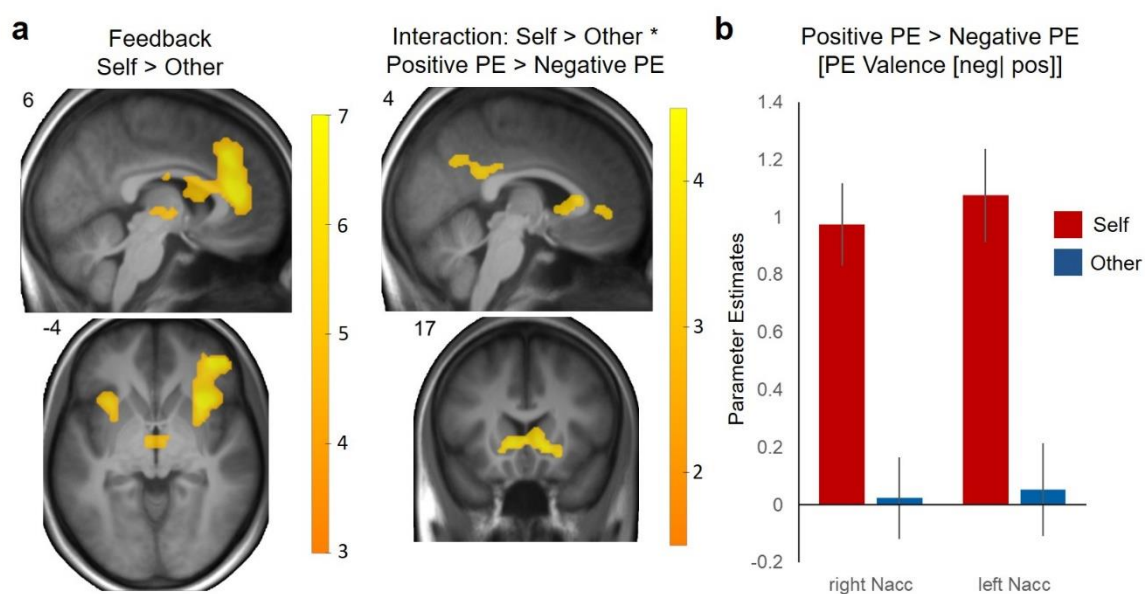 a
Feedback
Self > Other
6
7
6
5
4
3
-4
Interaction: Self > Other *
Positive PE > Negative PE
4
4
3
2
17
b
Positive PE > Negative PE
[PE Valence [neg| pos]]
Parameter Estimates
1.4
1.2
1
0.8
0.6
0.4
0.2
0
-0.2
right Nacc
left Nacc
Self
Other